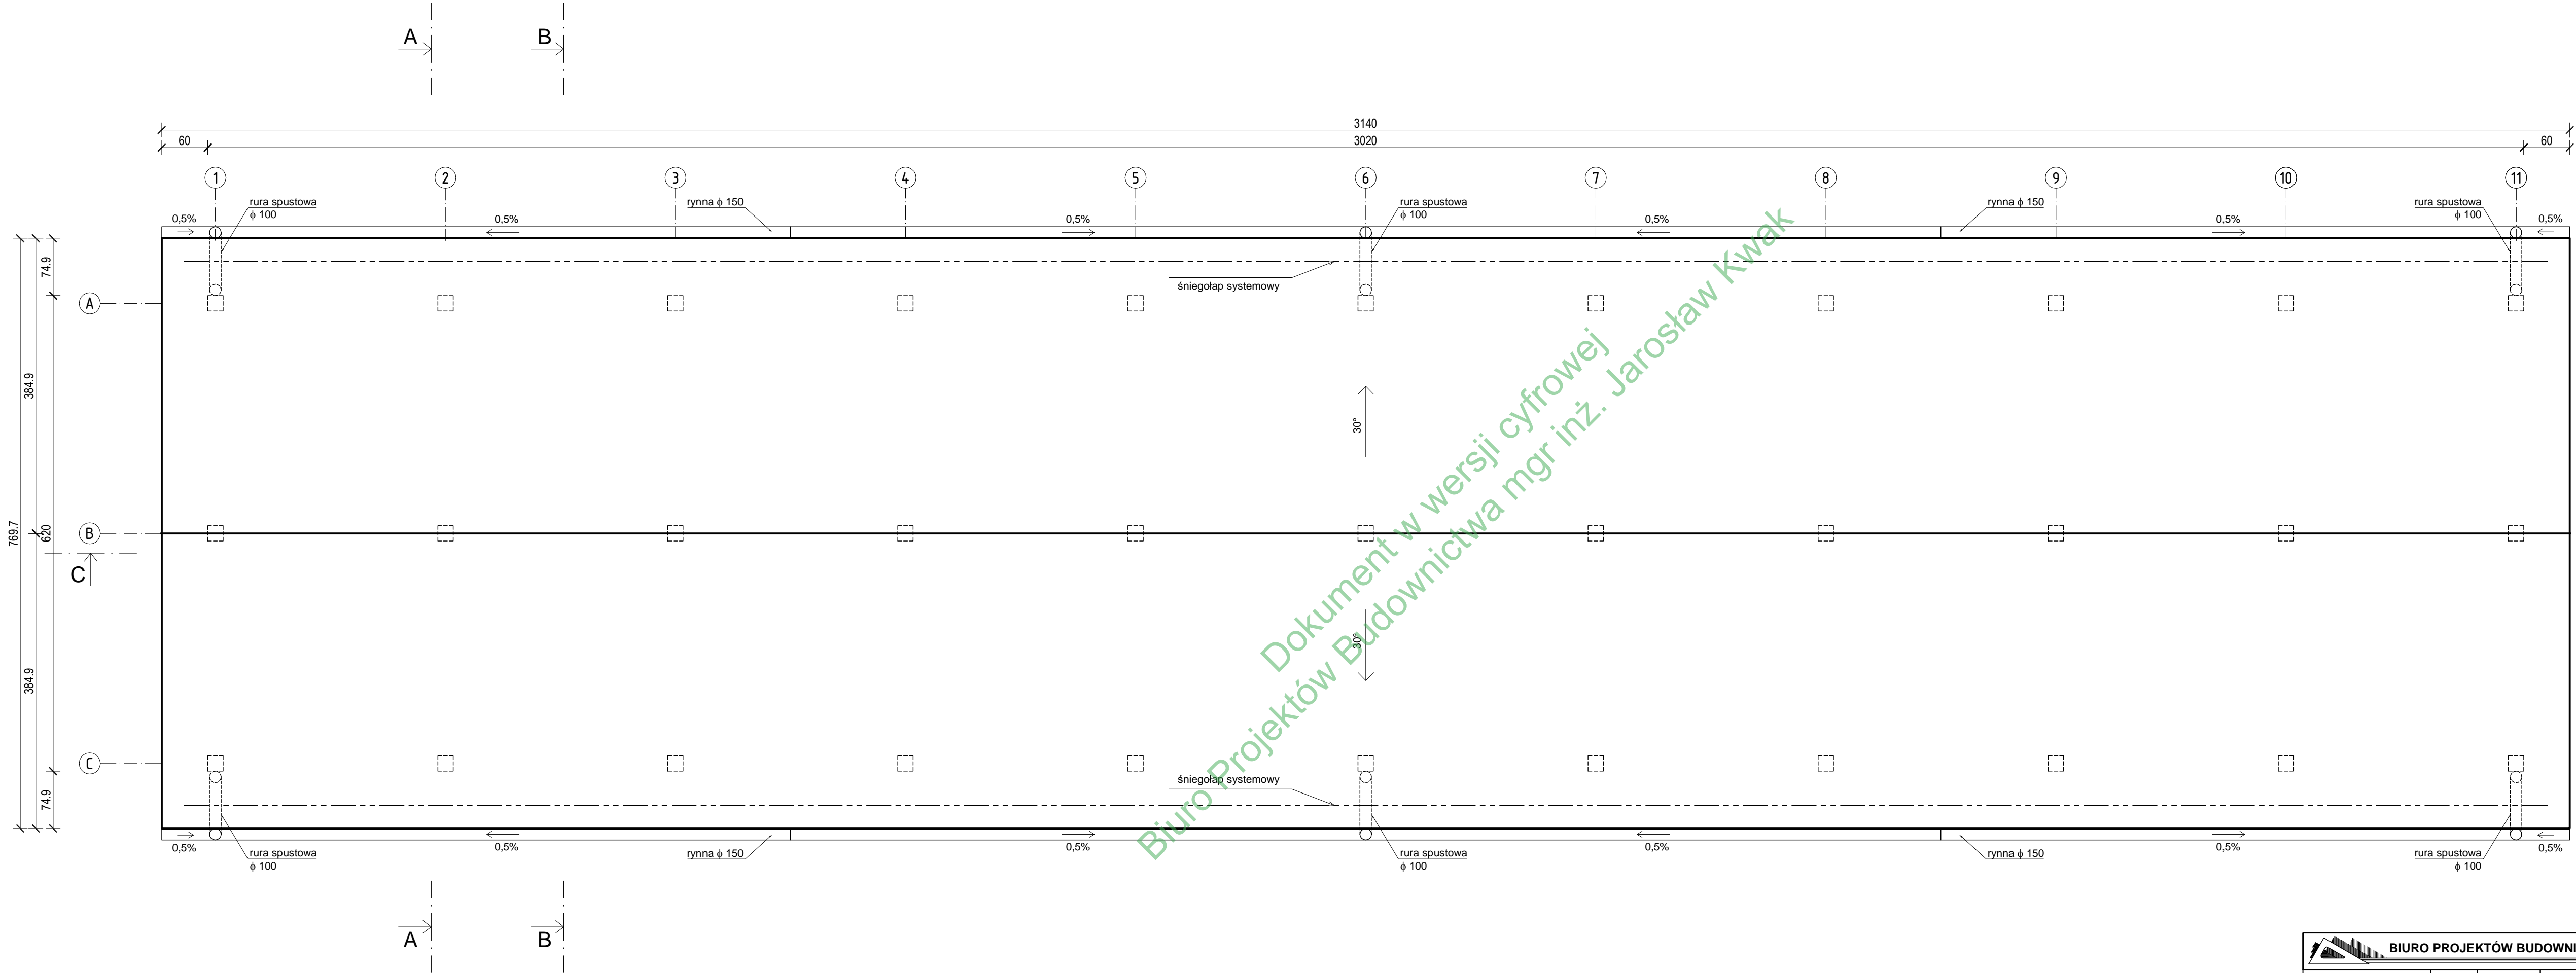 A
B
3140
60
3020
60
1
2
3
4
5
6
7
8
9
10
11
0,5%
rura spustowa
ϕ 100
0,5%
rynna ϕ 150
0,5%
rura spustowa
ϕ 100
0,5%
rynna ϕ 150
0,5%
rura spustowa
ϕ 100
0,5%
74.9
śniegołap systemowy
A
384.9
30°
769.7
620
B
C
30°
384.9
C
74.9
śniegołap systemowy
0,5%
rura spustowa
ϕ 100
0,5%
rynna ϕ 150
0,5%
rura spustowa
ϕ 100
0,5%
rynna ϕ 150
0,5%
rura spustowa
ϕ 100
0,5%
Dokument w wersji cyfrowej
Biuro Projektów Budownictwa mgr inż. Jarosław Kwak
A
B
BIURO PROJEKTÓW